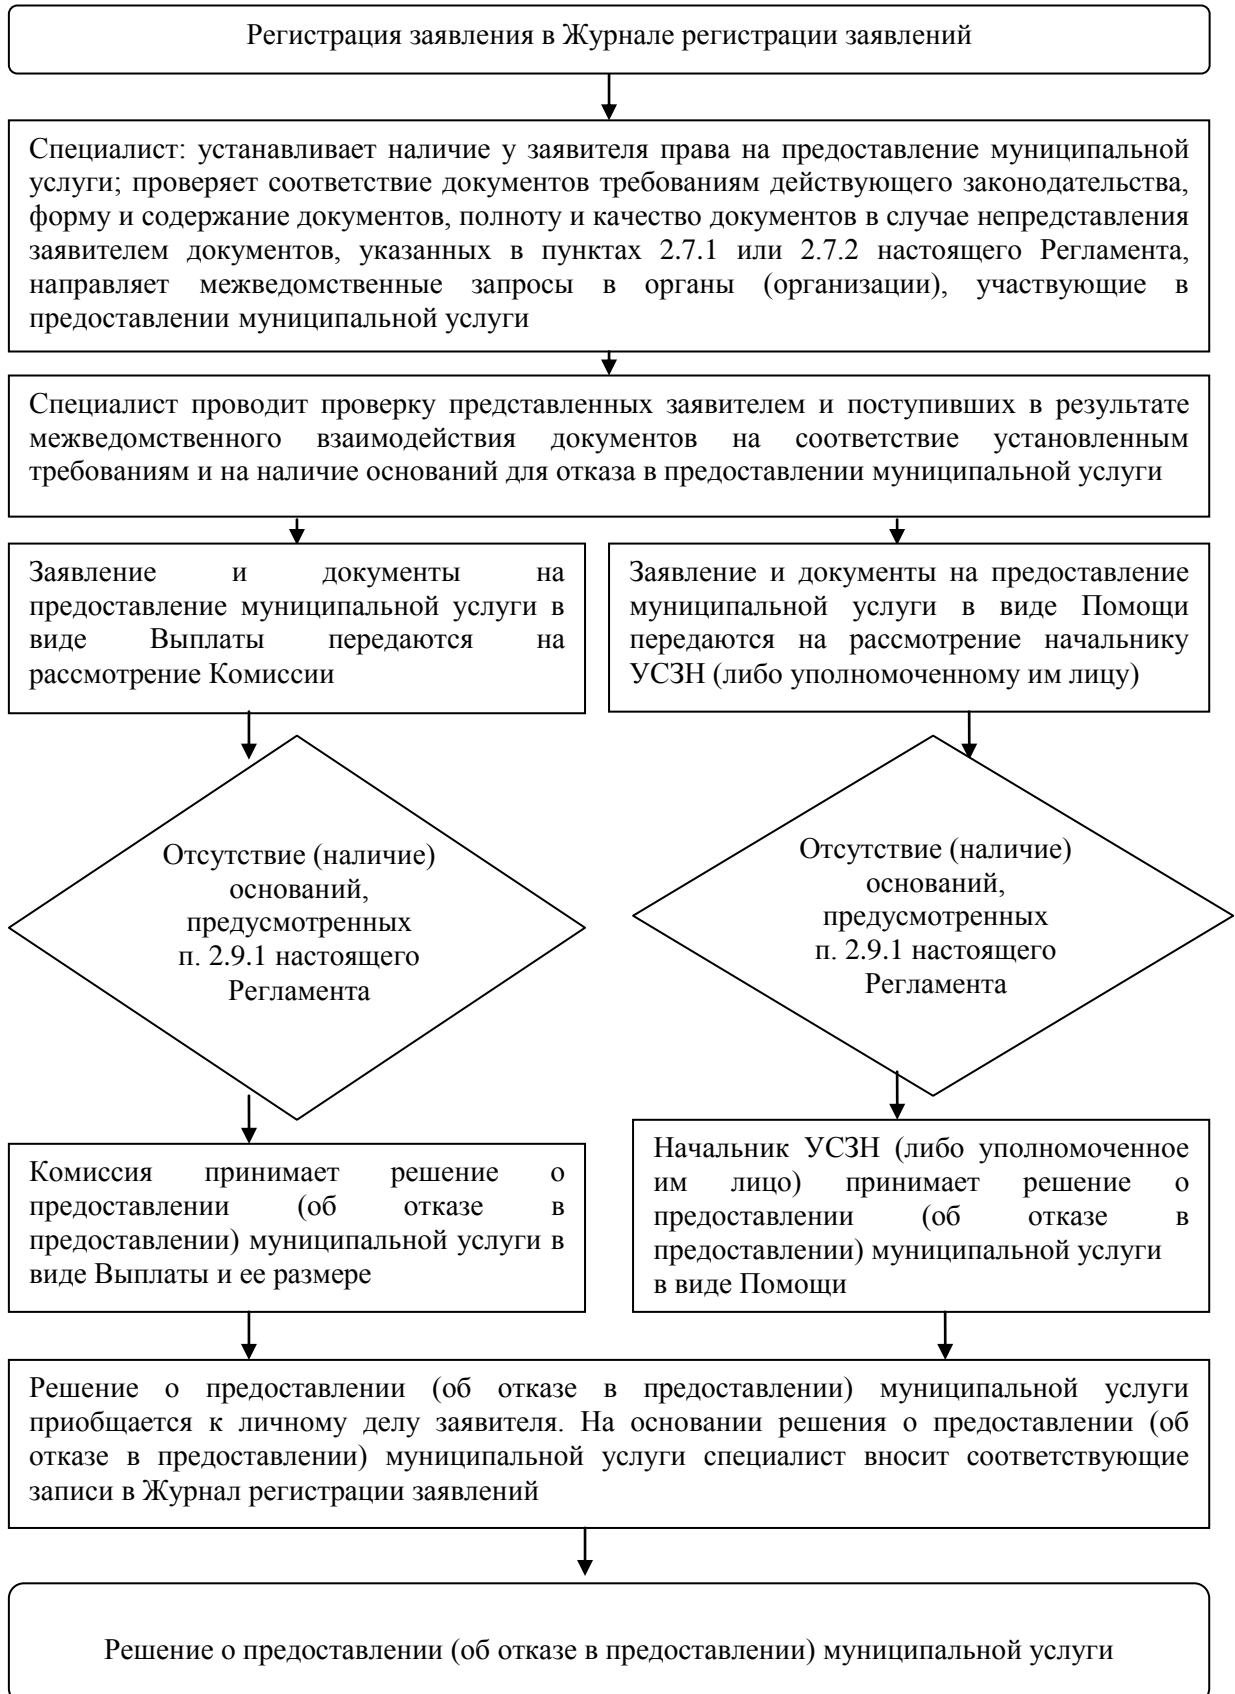 Регистрация заявления в Журнале регистрации заявлений
Специалист: устанавливает наличие у заявителя права на предоставление муниципальной
услуги; проверяет соответствие документов требованиям действующего законодательства,
форму и содержание документов, полноту и качество документов в случае непредставления
заявителем документов, указанных в пунктах 2.7.1 или 2.7.2 настоящего Регламента,
направляет межведомственные запросы в органы (организации), участвующие в
предоставлении муниципальной услуги
Специалист проводит проверку представленных заявителем и поступивших в результате
межведомственного взаимодействия документов на соответствие установленным
требованиям и на наличие оснований для отказа в предоставлении муниципальной услуги
Заявление и документы на
предоставление муниципальной услуги в
виде Выплаты передаются на
рассмотрение Комиссии
Заявление и документы на предоставление
муниципальной услуги в виде Помощи
передаются на рассмотрение начальнику
УСЗН (либо уполномоченному им лицу)
Отсутствие (наличие)
оснований,
предусмотренных
п. 2.9.1 настоящего
Регламента
Отсутствие (наличие)
оснований,
предусмотренных
п. 2.9.1 настоящего
Регламента
Комиссия принимает решение о
предоставлении (об отказе в
предоставлении) муниципальной услуги в
виде Выплаты и ее размере
Начальник УСЗН (либо уполномоченное
им лицо) принимает решение о
предоставлении (об отказе в
предоставлении) муниципальной услуги
в виде Помощи
Решение о предоставлении (об отказе в предоставлении) муниципальной услуги
приобщается к личному делу заявителя. На основании решения о предоставлении (об
отказе в предоставлении) муниципальной услуги специалист вносит соответствующие
записи в Журнал регистрации заявлений
Решение о предоставлении (об отказе в предоставлении) муниципальной услуги